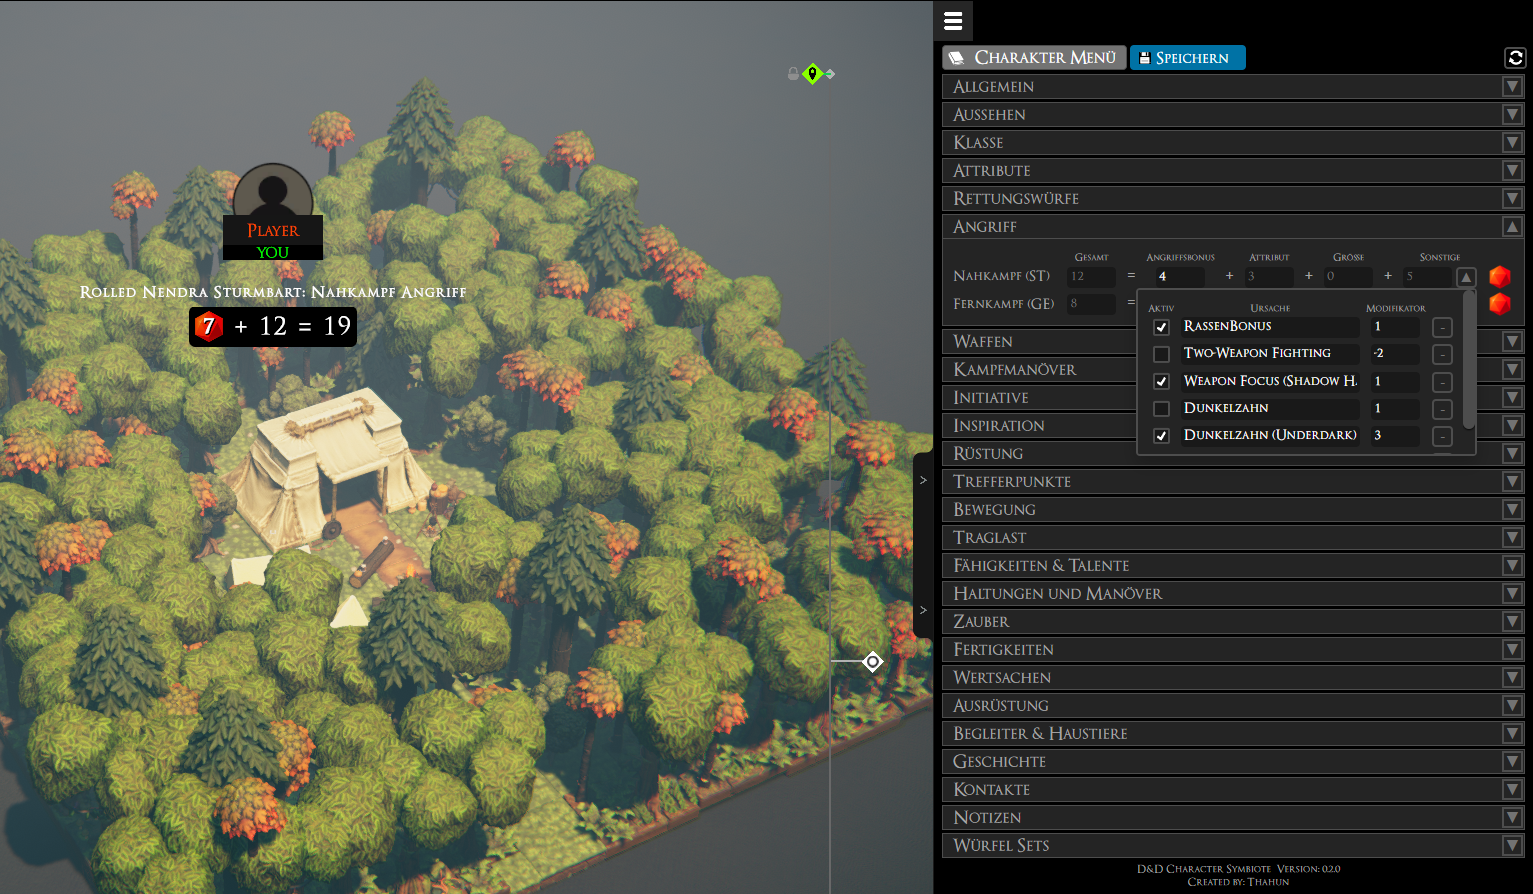 Player
YOU
Rolled Nendra Sturmbart: Nahkampf Angriff
7 + 12 = 19
Charakter Menü
Speichern
Allgemein
Aussehen
Klasse
Attribute
Rettungswürfe
Angriff
Gesamt Angriffsbonus Attribut Grösse Sonstige
Nahkampf (ST) 12 = 4 + 3 + 0 + 5
Fernkampf (GE) 8 =
Aktiv Ursache Modifikator
RassenBonus 1 -
Two-Weapon Fighting -2 -
Weapon Focus (Shadow H. 1 -
Dunkelzahn 1 -
Dunkelzahn (Underdark) 3 -
Waffen
Kampfmanöver
Initiative
Inspiration
Rüstung
Trefferpunkte
Bewegung
Traglast
Fähigkeiten & Talente
Haltungen und Manöver
Zauber
Fertigkeiten
Wertsachen
Ausrüstung
Begleiter & Haustiere
Geschichte
Kontakte
Notizen
Würfel Sets
D&D Character Symbiote Version: 0.2.0
Created by: Thahun